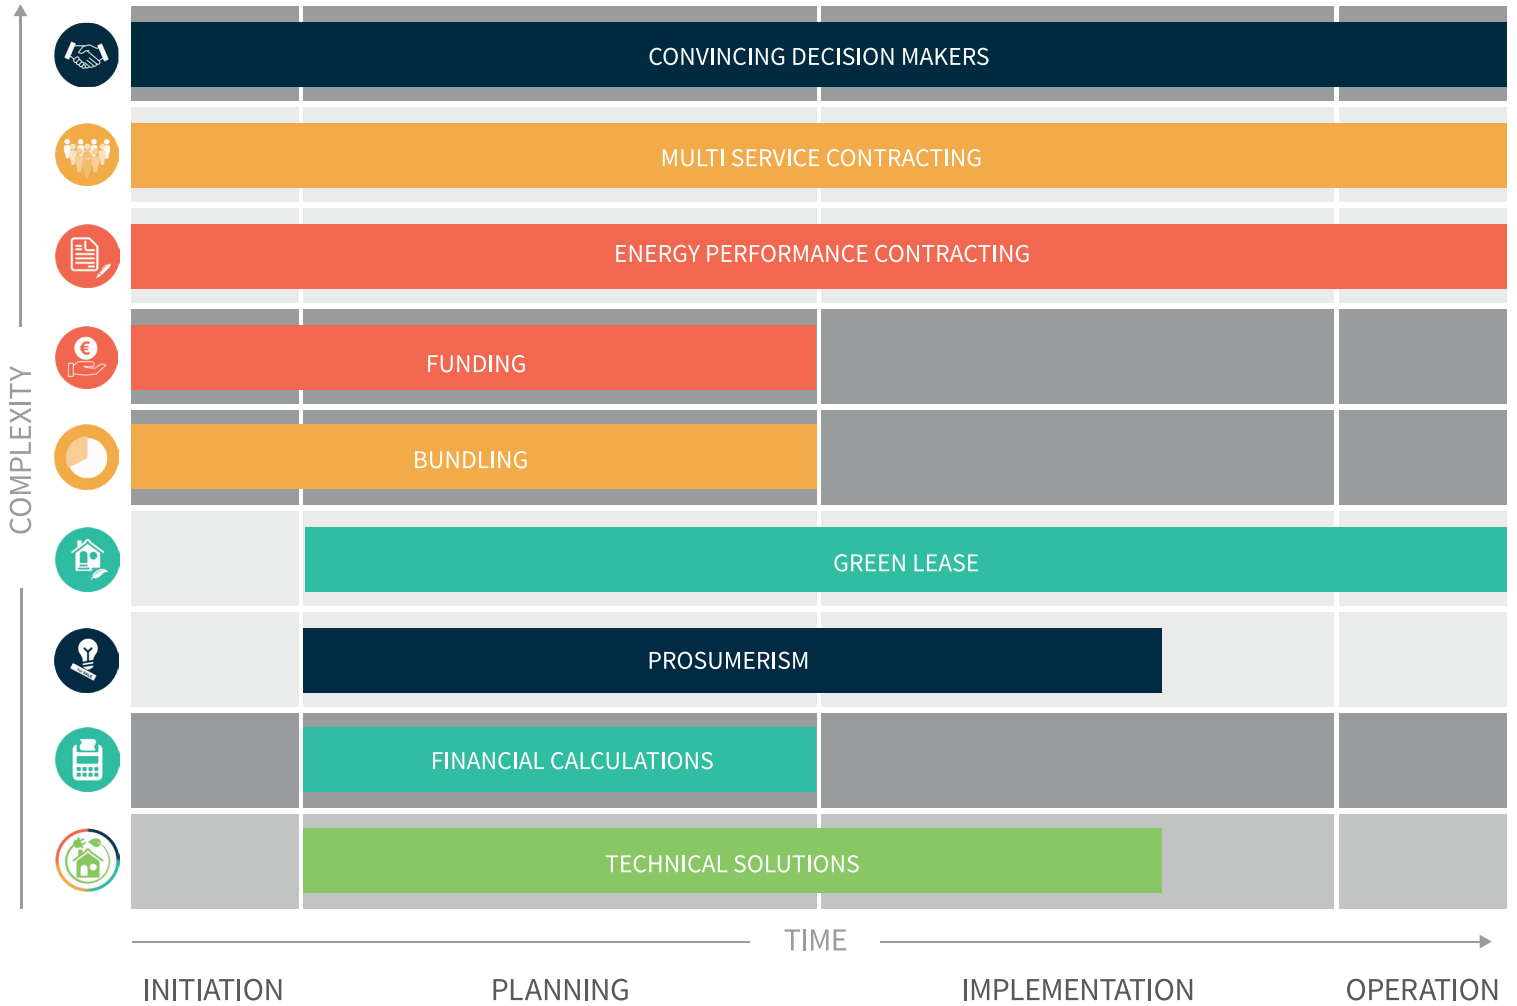 CONVINCING DECISION MAKERS
MULTI SERVICE CONTRACTING
ENERGY PERFORMANCE CONTRACTING
€
FUNDING
BUNDLING
COMPLEXITY
GREEN LEASE
PROSUMERISM
FINANCIAL CALCULATIONS
TECHNICAL SOLUTIONS
TIME
INITIATION PLANNING IMPLEMENTATION OPERATION